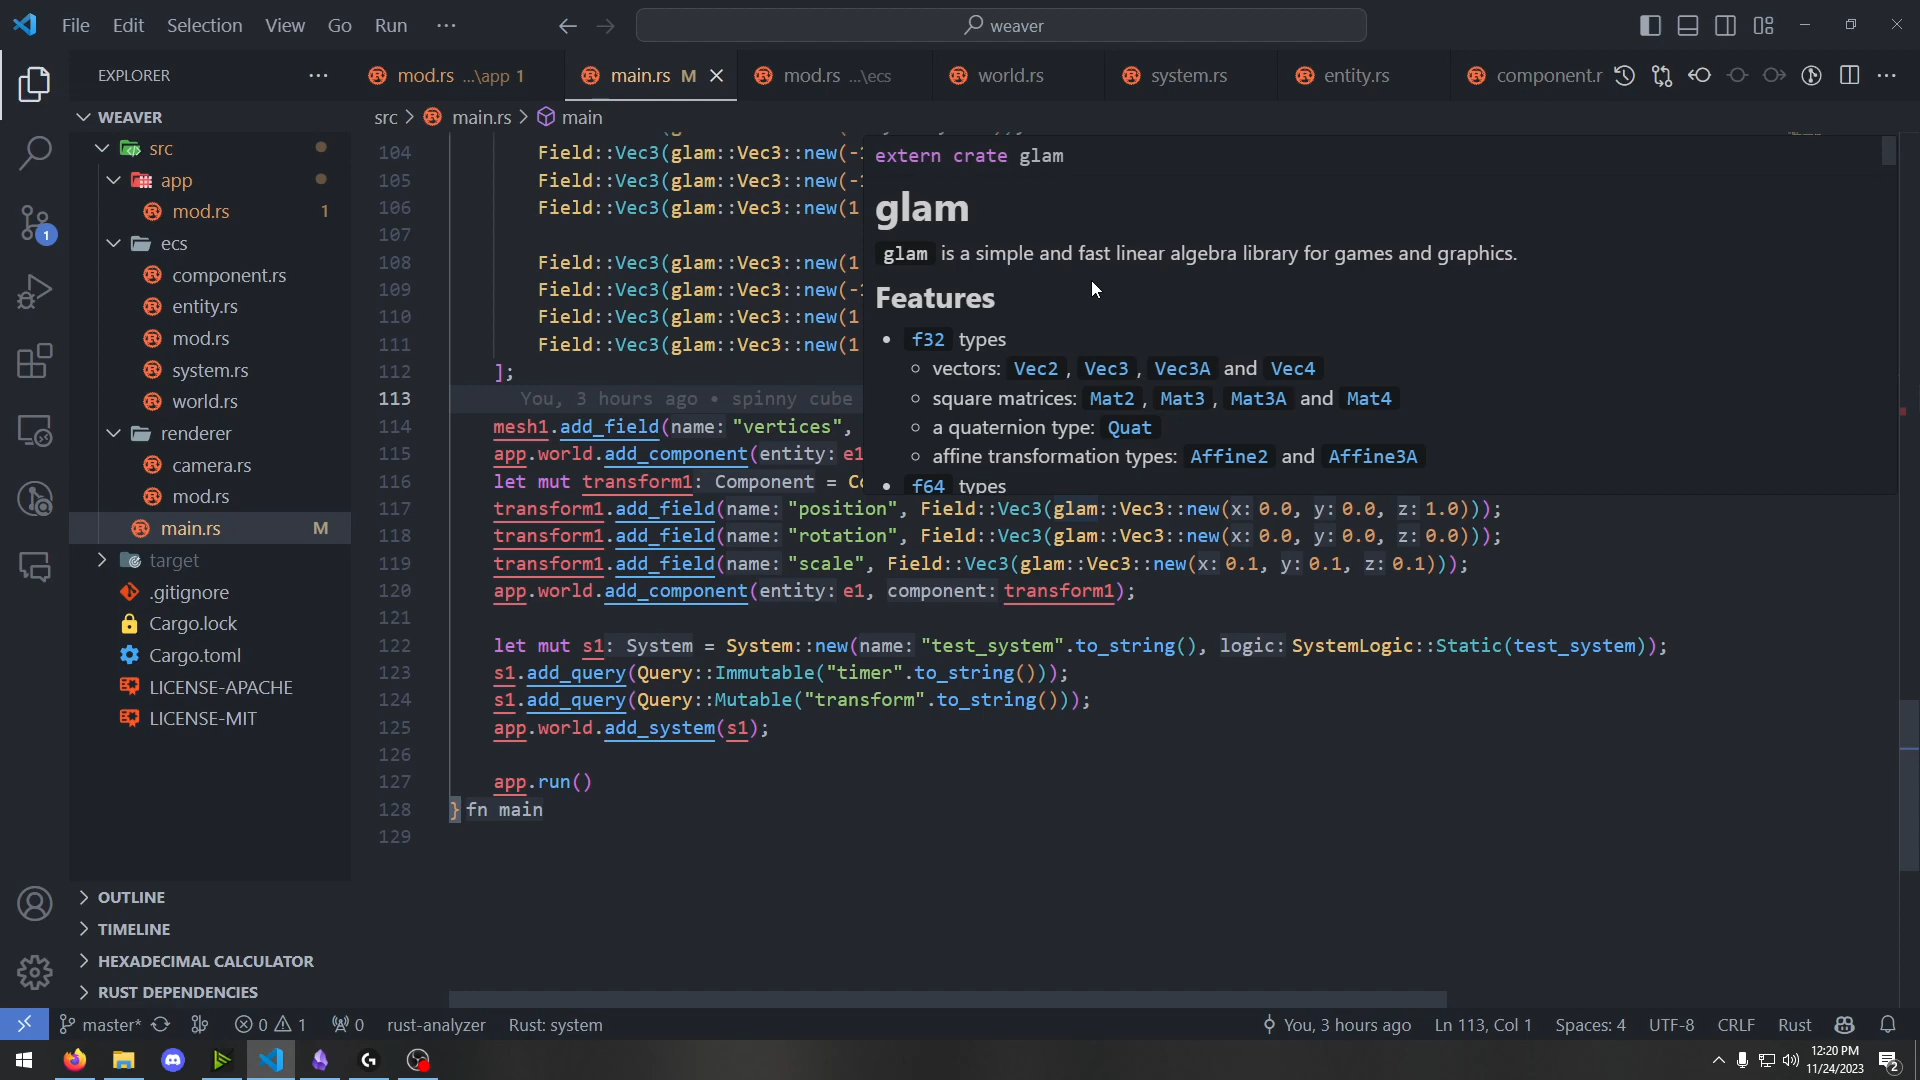 File Edit Selection View Go Run ··· weaver
EXPLORER ···
mod.rs ...\app 1 main.rs M mod.rs ...\ecs world.rs system.rs entity.rs component.r
WEAVER
src > main.rs > main
src
app
mod.rs 1
ecs
component.rs
entity.rs
mod.rs
system.rs
world.rs
renderer
camera.rs
mod.rs
main.rs M
target
.gitignore
Cargo.lock
Cargo.toml
LICENSE-APACHE
LICENSE-MIT
OUTLINE
TIMELINE
HEXADECIMAL CALCULATOR
RUST DEPENDENCIES
104 Field::Vec3(glam::Vec3::new(-1
105 Field::Vec3(glam::Vec3::new(-1
106 Field::Vec3(glam::Vec3::new(1
107
108 Field::Vec3(glam::Vec3::new(1
109 Field::Vec3(glam::Vec3::new(-1
110 Field::Vec3(glam::Vec3::new(1
111 Field::Vec3(glam::Vec3::new(1
112 ];
113 You, 3 hours ago • spinny cube
114 mesh1.add_field(name: "vertices",
115 app.world.add_component(entity: e1
116 let mut transform1: Component = Co
117 transform1.add_field(name: "position", Field::Vec3(glam::Vec3::new(x: 0.0, y: 0.0, z: 1.0)));
118 transform1.add_field(name: "rotation", Field::Vec3(glam::Vec3::new(x: 0.0, y: 0.0, z: 0.0)));
119 transform1.add_field(name: "scale", Field::Vec3(glam::Vec3::new(x: 0.1, y: 0.1, z: 0.1)));
120 app.world.add_component(entity: e1, component: transform1);
121
122 let mut s1: System = System::new(name: "test_system".to_string(), logic: SystemLogic::Static(test_system));
123 s1.add_query(Query::Immutable("timer".to_string()));
124 s1.add_query(Query::Mutable("transform".to_string()));
125 app.world.add_system(s1);
126
127 app.run()
128 } fn main
129
extern crate glam
glam
glam is a simple and fast linear algebra library for games and graphics.
Features
• f32 types
vectors: Vec2, Vec3, Vec3A and Vec4
square matrices: Mat2, Mat3, Mat3A and Mat4
a quaternion type: Quat
affine transformation types: Affine2 and Affine3A
• f64 types
master* 0 1 0 rust-analyzer Rust: system You, 3 hours ago Ln 113, Col 1 Spaces: 4 UTF-8 CRLF Rust
12:20 PM
11/24/2023
2
1